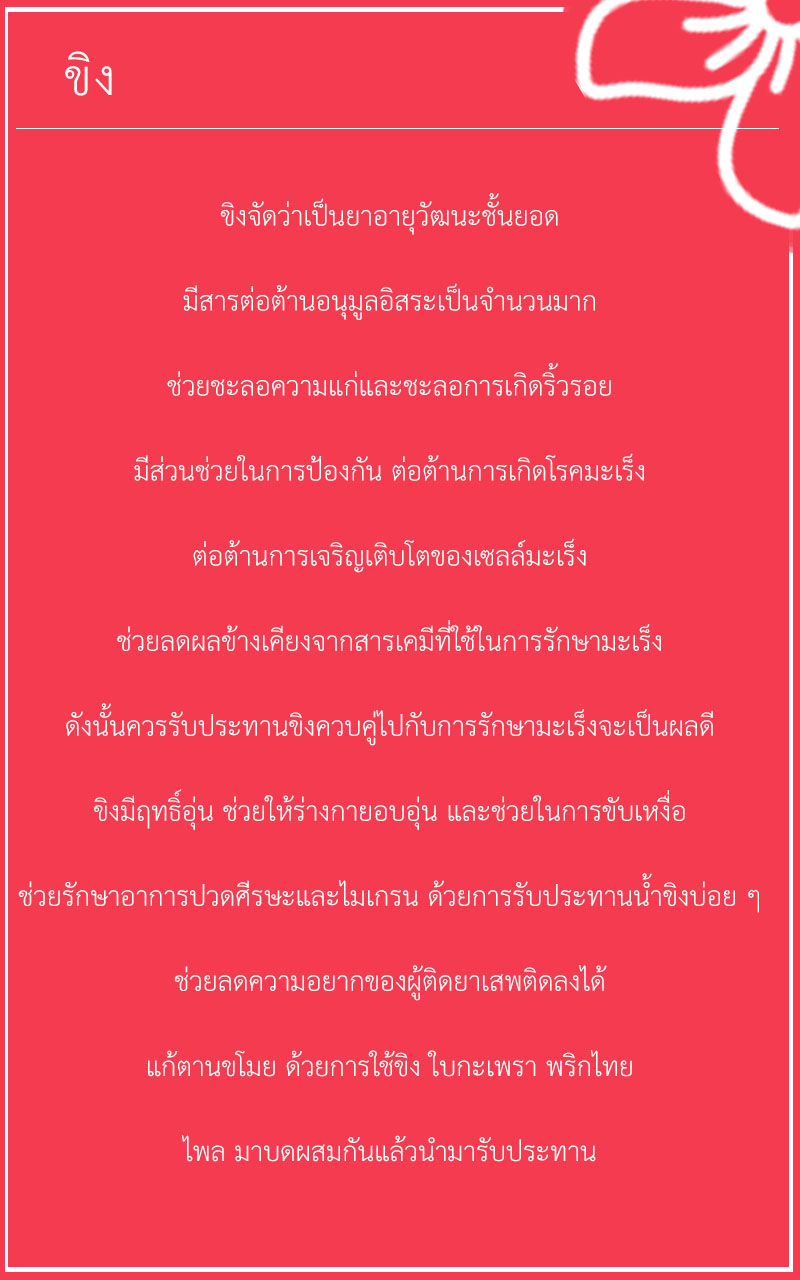 ขิง
ขิงจัดว่าเป็นยาอายุวัฒนะชั้นยอด
มีสารต่อต้านอนุมูลอิสระเป็นจำนวนมาก
ช่วยชะลอความแก่และชะลอการเกิดริ้วรอย
มีส่วนช่วยในการป้องกัน ต่อต้านการเกิดโรคมะเร็ง
ต่อต้านการเจริญเติบโตของเซลล์มะเร็ง
ช่วยลดผลข้างเคียงจากสารเคมีที่ใช้ในการรักษามะเร็ง
ดังนั้นควรรับประทานขิงควบคู่ไปกับการรักษามะเร็งจะเป็นผลดี
ขิงมีฤทธิ์อุ่น ช่วยให้ร่างกายอบอุ่น และช่วยในการขับเหงื่อ
ช่วยรักษาอาการปวดศีรษะและไมเกรน ด้วยการรับประทานน้ำขิงบ่อย ๆ
ช่วยลดความอยากของผู้ติดยาเสพติดลงได้
แก้ตานขโมย ด้วยการใช้ขิง ใบกะเพรา พริกไทย
ไพล มาบดผสมกันแล้วนำมารับประทาน